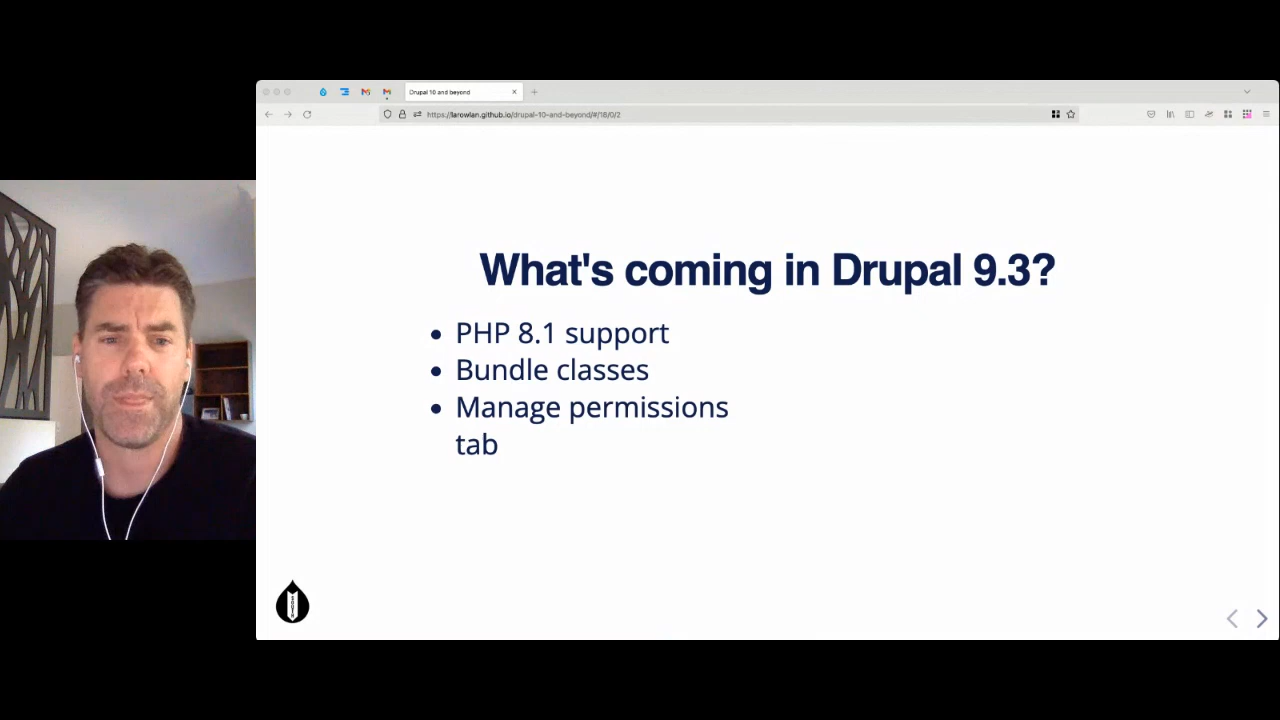 Drupal 10 and beyond
https://larowlan.github.io/drupal-10-and-beyond/#/18/0/2
What's coming in Drupal 9.3?
PHP 8.1 support
Bundle classes
Manage permissions
tab